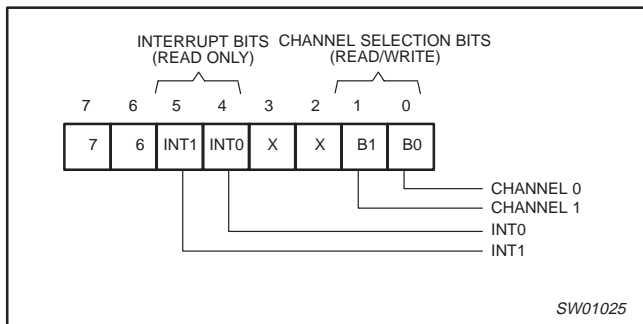 INTERRUPT BITS CHANNEL SELECTION BITS
(READ ONLY) (READ/WRITE)
7 6 5 4 3 2 1 0
7 6 INT1 INT0 X X B1 B0
CHANNEL 0
CHANNEL 1
INT0
INT1
SW01025